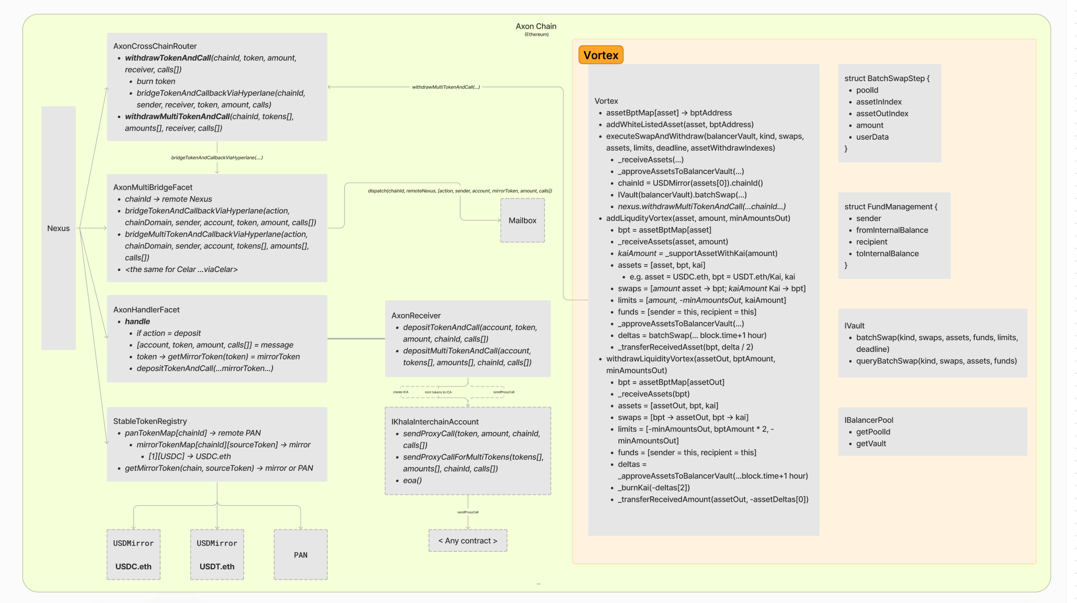 Axon Chain
(Ethereum)
Nexus
AxonCrossChainRouter
withdrawTokenAndCall(chainId, token, amount,
receiver, calls[])
burn token
bridgeTokenAndCallbackViaHyperlane(chainId,
sender, receiver, token, amount, calls)
withdrawMultiTokenAndCall(chainId, tokens[],
amounts[], receiver, calls[])
bridgeTokenAndCallbackViaHyperlane(...)
AxonMultiBridgeFacet
chainId → remote Nexus
bridgeTokenAndCallbackViaHyperlane(action,
chainDomain, sender, account, token, amount, calls[])
bridgeMultiTokenAndCallbackViaHyperlane(action,
chainDomain, sender, account, tokens[], amounts[],
calls[])
<the same for Celar ...viaCelar>
dispatch(chainId, remoteNexus, [action, sender, account, mirrorToken, amount, calls])
Mailbox
withdrawMultiTokenAndCall(...)
AxonHandlerFacet
handle
if action = deposit
[account, token, amount, calls[]] = message
token → getMirrorToken(token) = mirrorToken
depositTokenAndCall(...mirrorToken...)
AxonReceiver
depositTokenAndCall(account, token,
amount, chainId, calls[])
depositMultiTokenAndCall(account,
tokens[], amounts[], chainId, calls[])
create ICA
mint tokens to ICA
sendProxyCall
IKhalaInterchainAccount
sendProxyCall(token, amount, chainId,
calls[])
sendProxyCallForMultiTokens(tokens[],
amounts[], chainId, calls[])
eoa()
sendProxyCall
< Any contract >
StableTokenRegistry
panTokenMap[chainId] → remote PAN
mirrorTokenMap[chainId][sourceToken] → mirror
[1][USDC] → USDC.eth
getMirrorToken(chain, sourceToken) → mirror or PAN
USDMirror
USDC.eth
USDMirror
USDT.eth
PAN
Vortex
Vortex
assetBptMap[asset] → bptAddress
addWhiteListedAsset(asset, bptAddress)
executeSwapAndWithdraw(balancerVault, kind, swaps,
assets, limits, deadline, assetWithdrawIndexes)
_receiveAssets(...)
_approveAssetsToBalancerVault(...)
chainId = USDMirror(assets[0]).chainId()
IVault(balancerVault).batchSwap(...)
nexus.withdrawMultiTokenAndCall(...chainId...)
addLiqudityVortex(asset, amount, minAmountsOut)
bpt = assetBptMap[asset]
_receiveAssets(asset, amount)
kaiAmount = _supportAssetWithKai(amount)
assets = [asset, bpt, kai]
e.g. asset = USDC.eth, bpt = USDT.eth/Kai, kai
swaps = [amount asset → bpt; kaiAmount Kai → bpt]
limits = [amount, -minAmountsOut, kaiAmount]
funds = [sender = this, recipient = this]
_approveAssetsToBalancerVault(...)
deltas = batchSwap(... block.time+1 hour)
_transferReceivedAsset(bpt, delta / 2)
withdrawLiquidityVortex(assetOut, bptAmount,
minAmountsOut)
bpt = assetBptMap[assetOut]
_receiveAssets(bpt)
assets = [assetOut, bpt, kai]
swaps = [bpt → assetOut, bpt → kai]
limits = [-minAmountsOut, bptAmount * 2, -
minAmountsOut]
funds = [sender = this, recipient = this]
deltas =
_approveAssetsToBalancerVault(...block.time+1 hour)
_burnKai(-deltas[2])
_transferReceivedAmount(assetOut, -assetDeltas[0])
struct BatchSwapStep {
poolId
assetInIndex
assetOutIndex
amount
userData
}
struct FundManagement {
sender
fromInternalBalance
recipient
toInternalBalance
}
IVault
batchSwap(kind, swaps, assets, funds, limits,
deadline)
queryBatchSwap(kind, swaps, assets, funds)
IBalancerPool
getPoolId
getVault